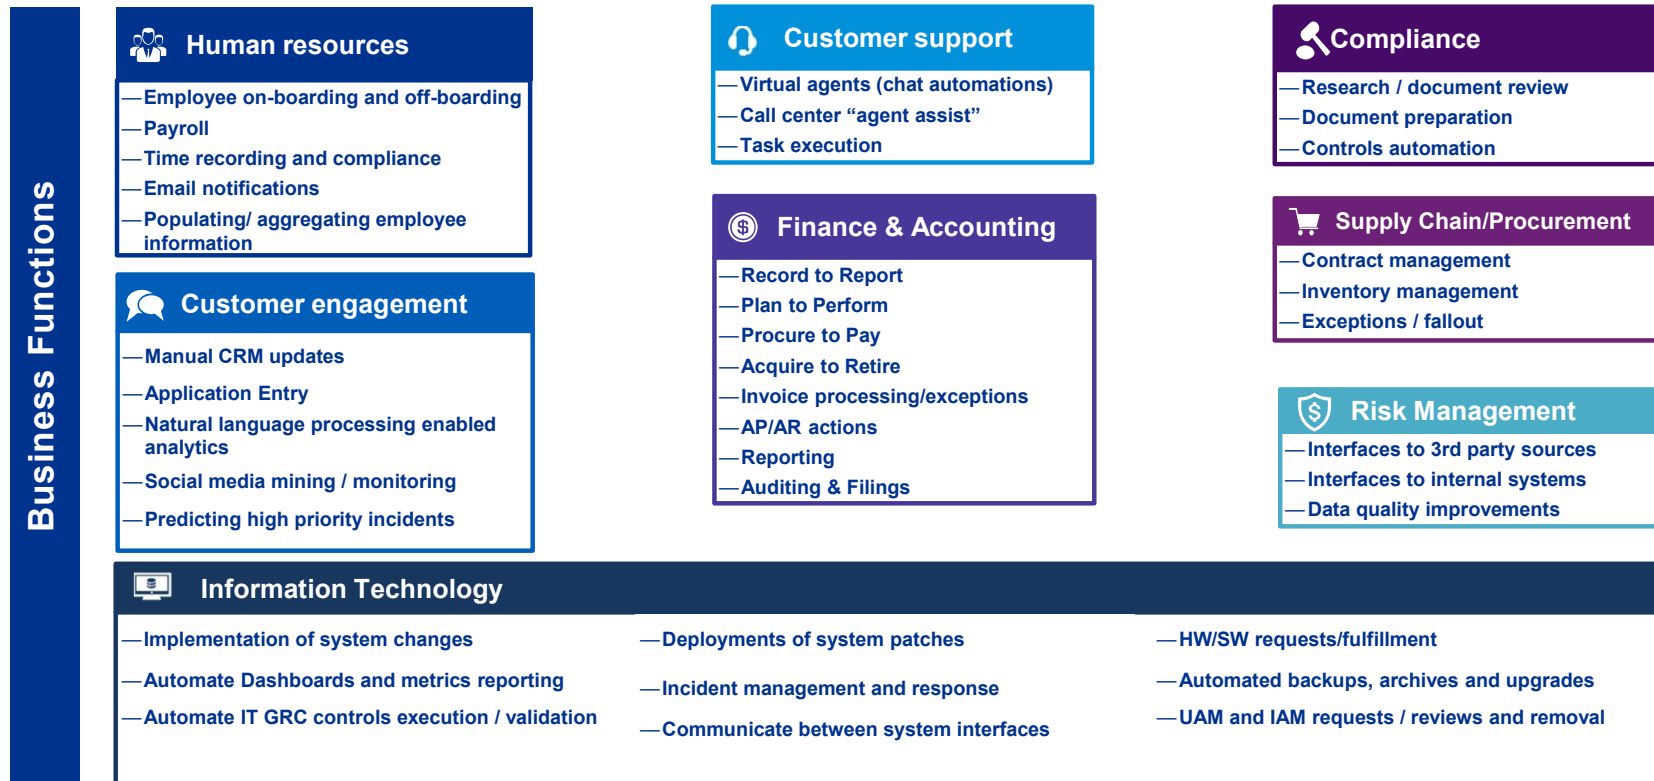 Business Functions
Human resources
—Employee on-boarding and off-boarding
—Payroll
—Time recording and compliance
—Email notifications
—Populating/ aggregating employee
information
Customer engagement
—Manual CRM updates
—Application Entry
—Natural language processing enabled
analytics
—Social media mining / monitoring
—Predicting high priority incidents
Customer support
—Virtual agents (chat automations)
—Call center “agent assist”
—Task execution
Finance & Accounting
—Record to Report
—Plan to Perform
—Procure to Pay
—Acquire to Retire
—Invoice processing/exceptions
—AP/AR actions
—Reporting
—Auditing & Filings
Compliance
—Research / document review
—Document preparation
—Controls automation
Supply Chain/Procurement
—Contract management
—Inventory management
—Exceptions / fallout
Risk Management
—Interfaces to 3rd party sources
—Interfaces to internal systems
—Data quality improvements
Information Technology
—Implementation of system changes
—Automate Dashboards and metrics reporting
—Automate IT GRC controls execution / validation
—Deployments of system patches
—Incident management and response
—Communicate between system interfaces
—HW/SW requests/fulfillment
—Automated backups, archives and upgrades
—UAM and IAM requests / reviews and removal